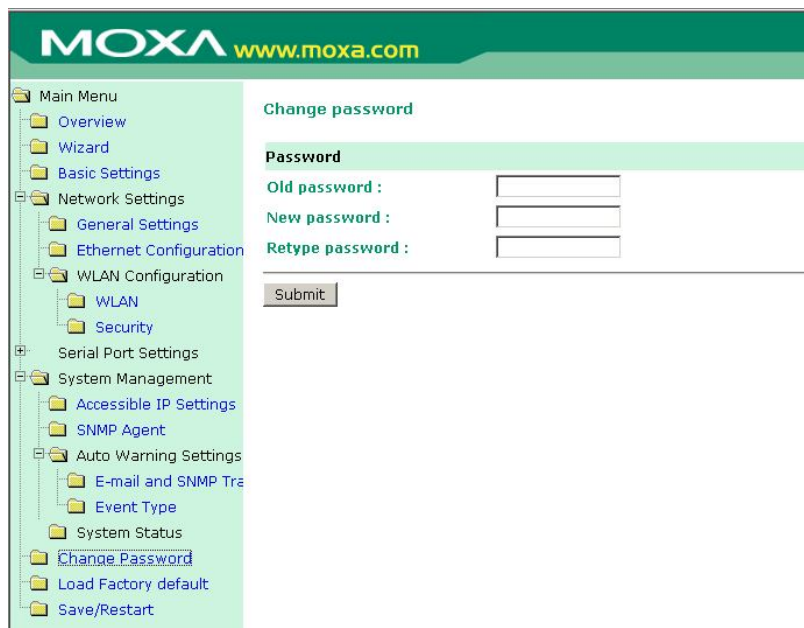 MOXA www.moxa.com
Main Menu
Overview
Wizard
Basic Settings
Network Settings
General Settings
Ethernet Configuration
WLAN Configuration
WLAN
Security
Serial Port Settings
System Management
Accessible IP Settings
SNMP Agent
Auto Warning Settings
E-mail and SNMP Tra
Event Type
System Status
Change Password
Load Factory default
Save/Restart
Change password
Password
Old password :
New password :
Retype password :
Submit